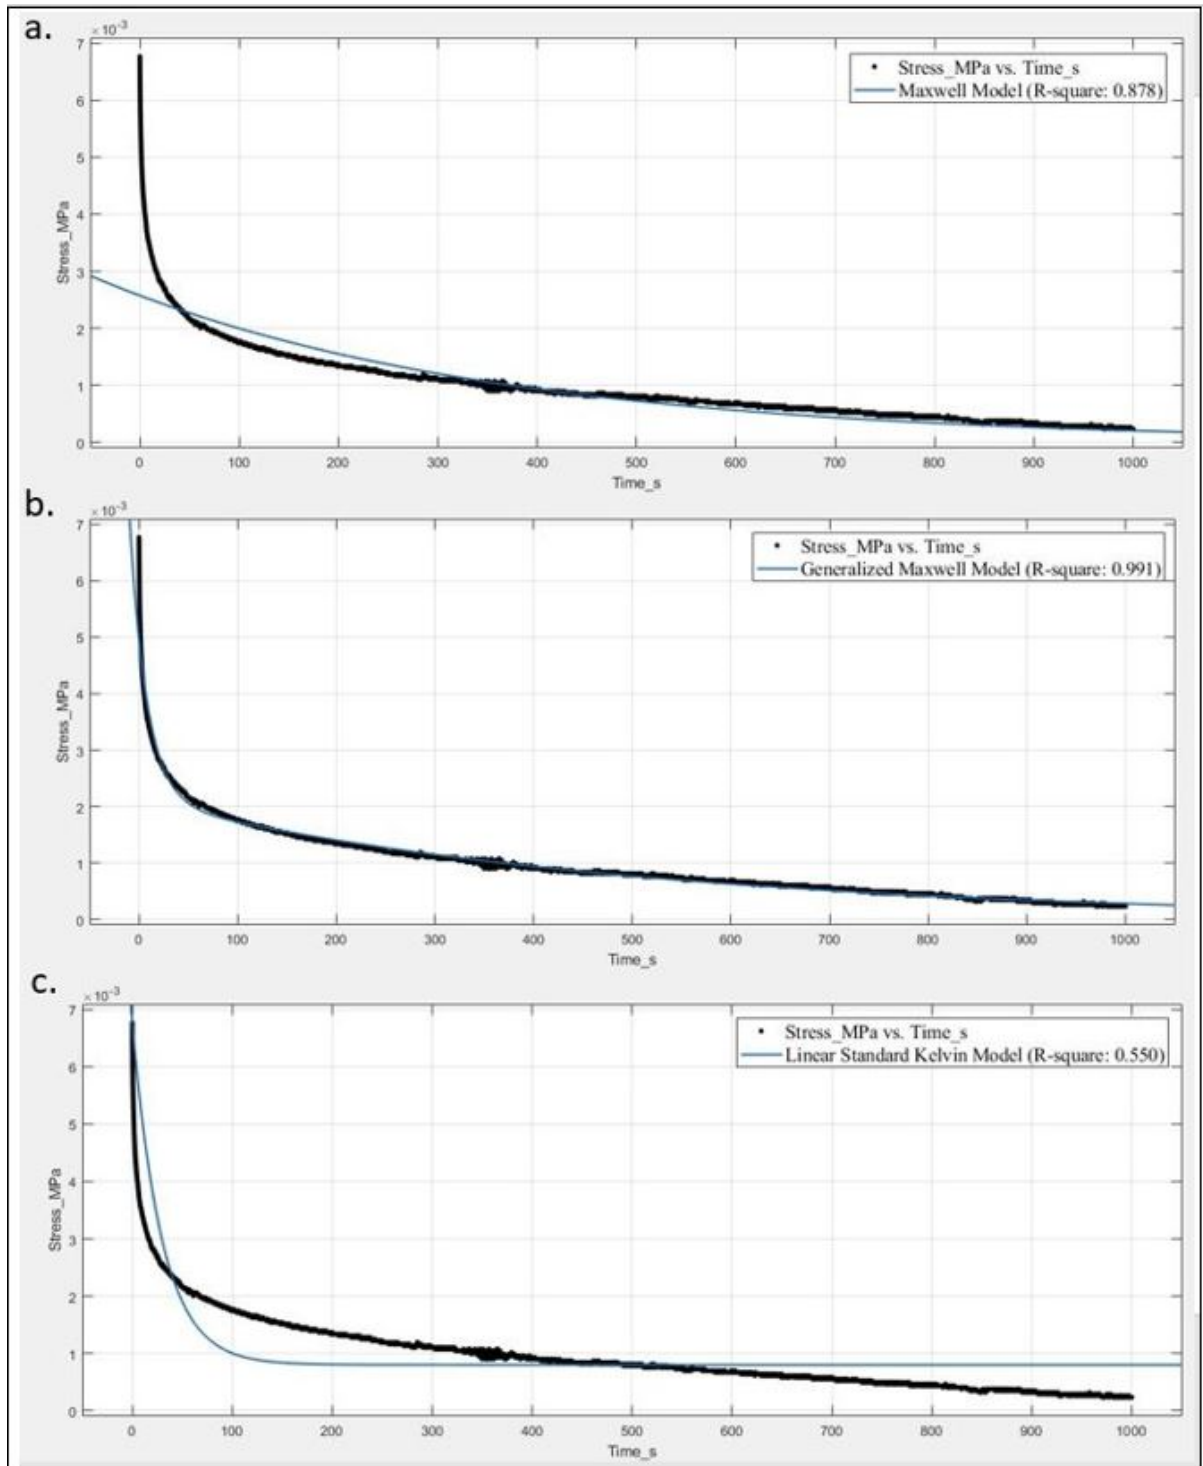 a.
×10⁻³
7
6
5
4
3
2
1
0
Stress_MPa
Stress_MPa vs. Time_s
Maxwell Model (R-square: 0.878)
0 100 200 300 400 500 600 700 800 900 1000
Time_s
b.
×10⁻³
7
6
5
4
3
2
1
0
Stress_MPa
Stress_MPa vs. Time_s
Generalized Maxwell Model (R-square: 0.991)
0 100 200 300 400 500 600 700 800 900 1000
Time_s
c.
×10⁻³
7
6
5
4
3
2
1
0
Stress_MPa
Stress_MPa vs. Time_s
Linear Standard Kelvin Model (R-square: 0.550)
0 100 200 300 400 500 600 700 800 900 1000
Time_s